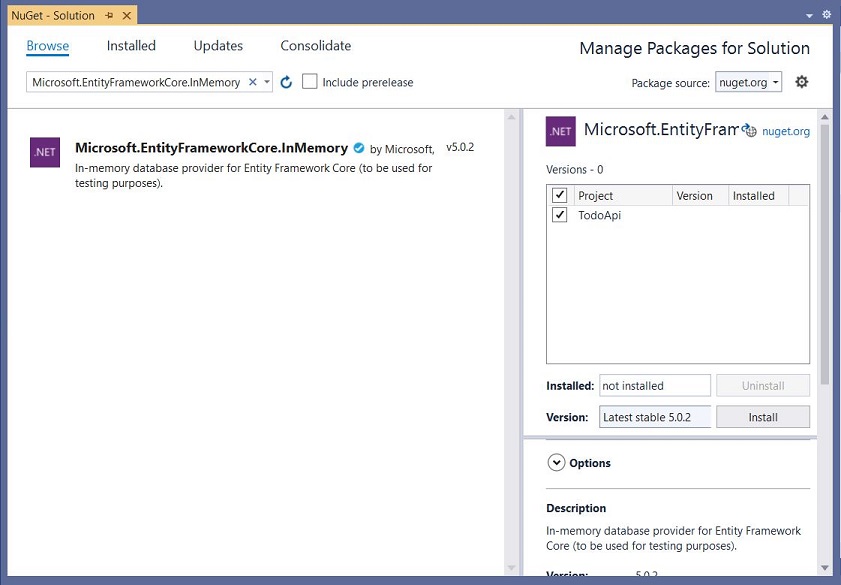 NuGet - Solution
Browse Installed Updates Consolidate
Manage Packages for Solution
Microsoft.EntityFrameworkCore.InMemory
Include prerelease
Package source: nuget.org
.NET
Microsoft.EntityFrameworkCore.InMemory by Microsoft, v5.0.2
In-memory database provider for Entity Framework Core (to be used for
testing purposes).
.NET
Microsoft.EntityFram nuget.org
Versions - 0
Project Version Installed
TodoApi
Installed: not installed Uninstall
Version: Latest stable 5.0.2 Install
Options
Description
In-memory database provider for Entity Framework
Core (to be used for testing purposes).
Version: 5.0.2